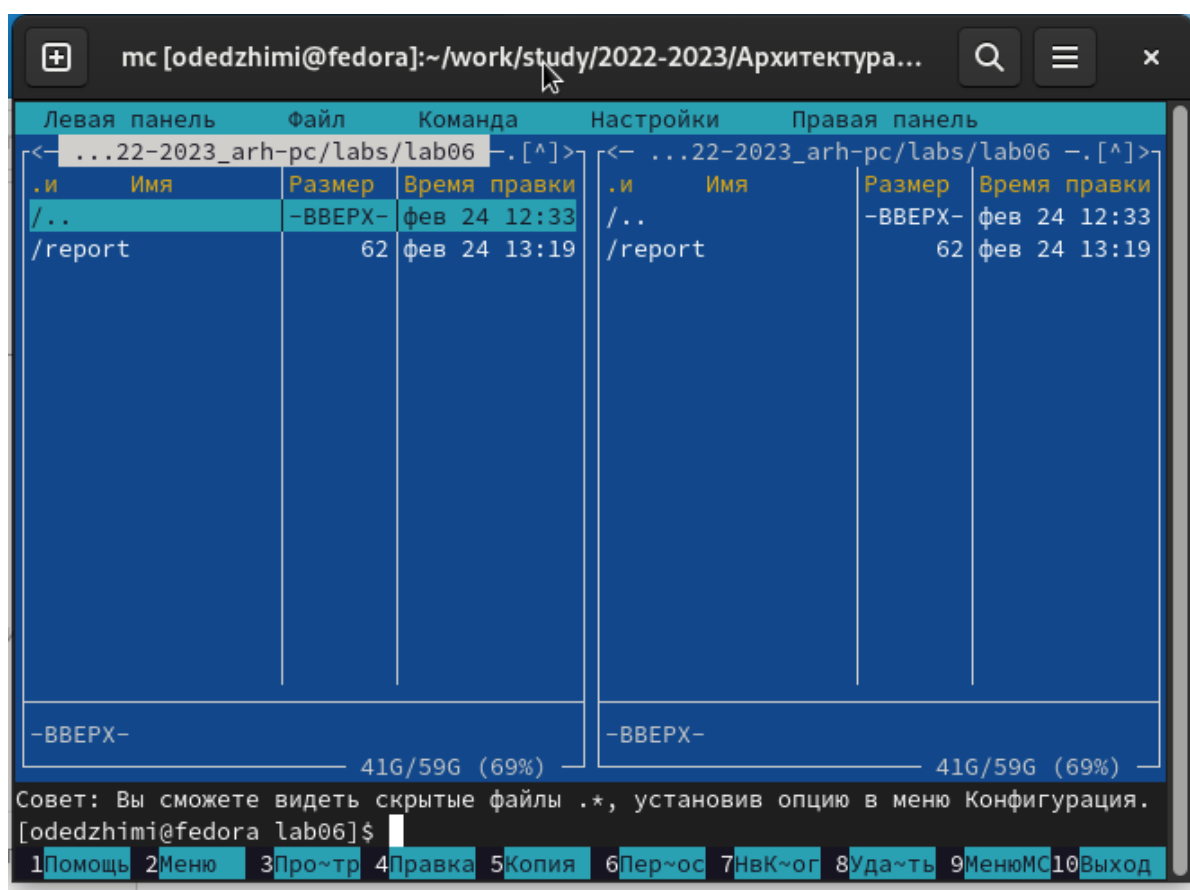 mc [odedzhimi@fedora]:~/work/study/2022-2023/Архитектура...
Левая панель Файл Команда Настройки Правая панель
<— ...22-2023_arh-pc/labs/lab06 —.[^]> <— ...22-2023_arh-pc/labs/lab06 —.[^]>
.и Имя Размер Время правки .и Имя Размер Время правки
/.. -ВВЕРХ- фев 24 12:33 /.. -ВВЕРХ- фев 24 12:33
/report 62 фев 24 13:19 /report 62 фев 24 13:19
-ВВЕРХ- -ВВЕРХ-
41G/59G (69%) 41G/59G (69%)
Совет: Вы сможете видеть скрытые файлы .*, установив опцию в меню Конфигурация.
[odedzhimi@fedora lab06]$
1Помощь 2Меню 3Про~тр 4Правка 5Копия 6Пер~ос 7НвК~ог 8Уда~ть 9МенюМС10Выход